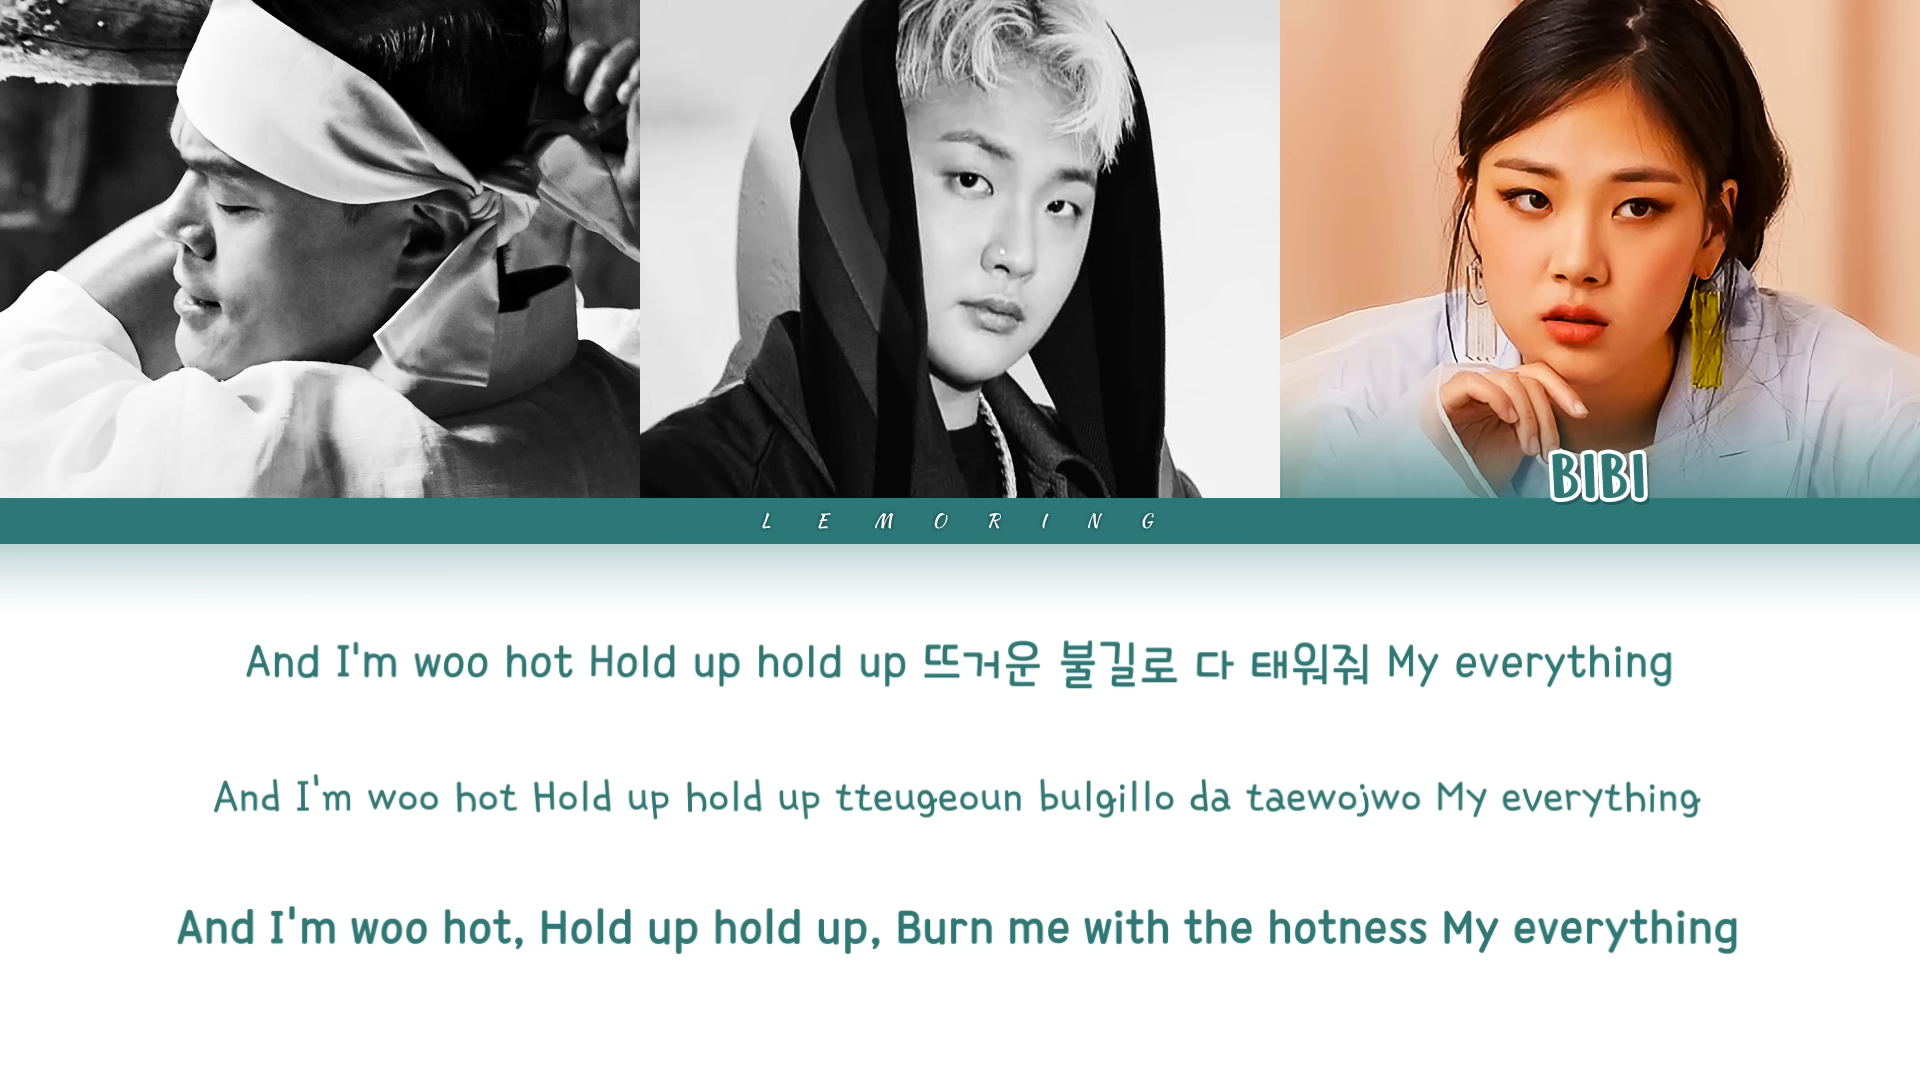 BIBI
LEMORING
And I'm woo hot Hold up hold up 뜨거운 불길로 다 태워줘 My everything
And I'm woo hot Hold up hold up tteugeoun bulgillo da taewojwo My everything
And I'm woo hot, Hold up hold up, Burn me with the hotness My everything